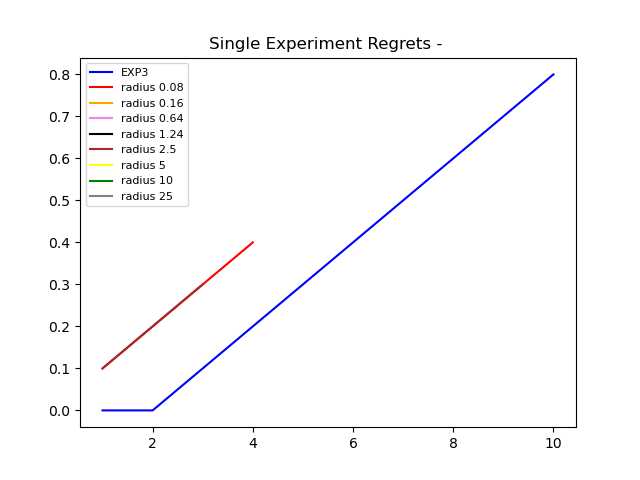 Single Experiment Regrets -
EXP3
radius 0.08
radius 0.16
radius 0.64
radius 1.24
radius 2.5
radius 5
radius 10
radius 25
0.8
0.7
0.6
0.5
0.4
0.3
0.2
0.1
0.0
2 4 6 8 10